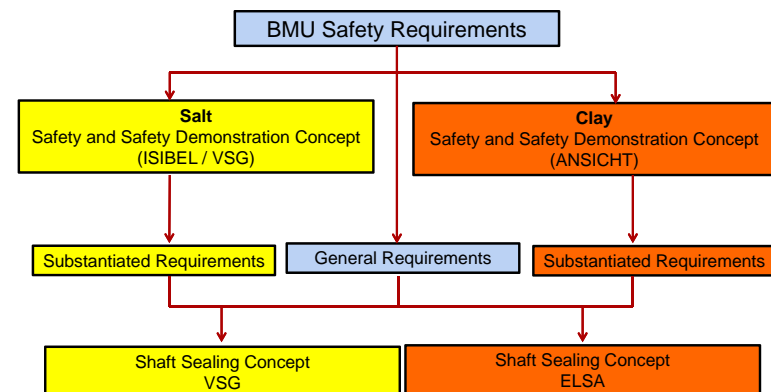 BMU Safety Requirements
Salt
Safety and Safety Demonstration Concept
(ISIBEL / VSG)
Clay
Safety and Safety Demonstration Concept
(ANSICHT)
Substantiated Requirements
General Requirements
Substantiated Requirements
Shaft Sealing Concept
VSG
Shaft Sealing Concept
ELSA